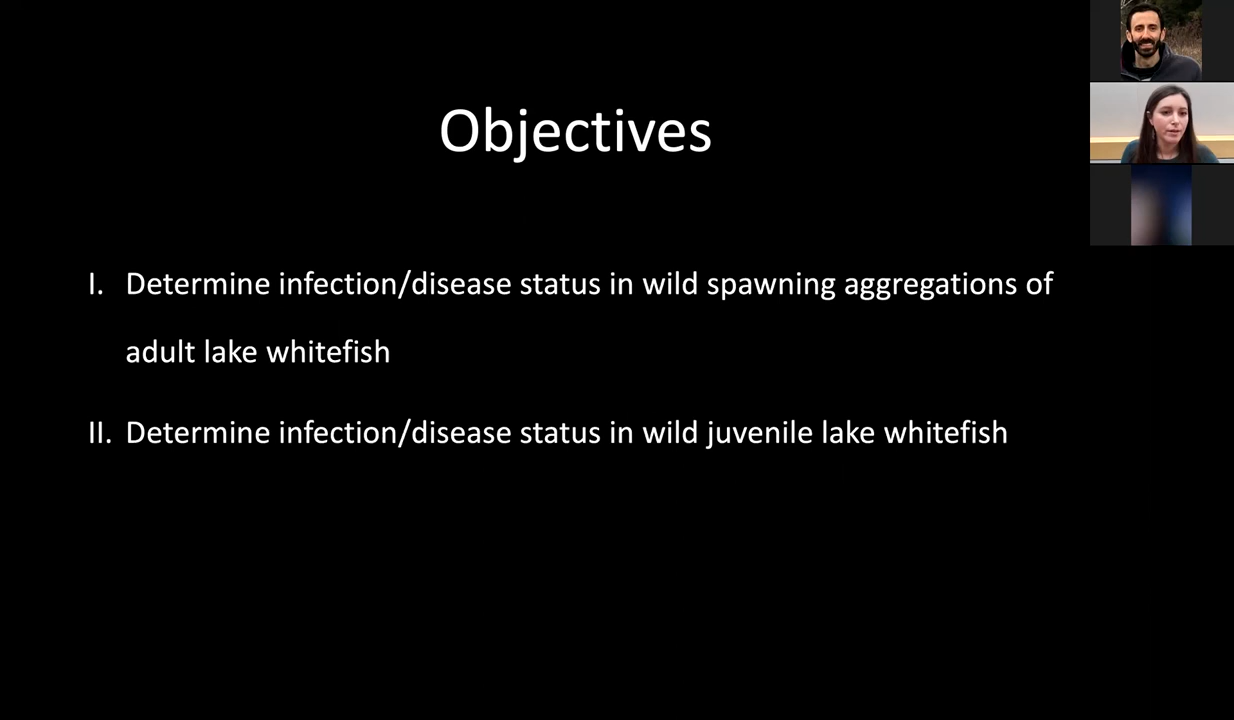 Objectives
I. Determine infection/disease status in wild spawning aggregations of
adult lake whitefish
II. Determine infection/disease status in wild juvenile lake whitefish